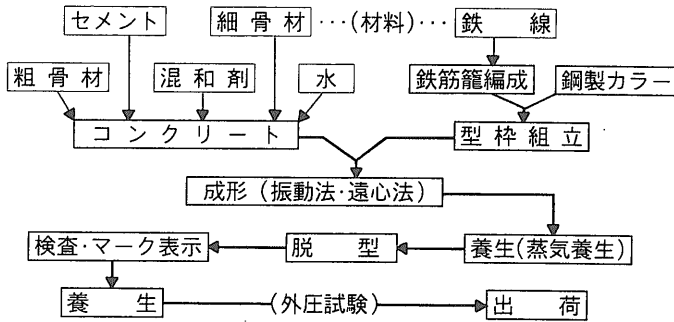 セメント 細骨材…(材料)…鉄線
粗骨材 混和剤 水 鉄筋籠編成 鋼製カラー
コンクリート 型枠組立
成形(振動法・遠心法)
検査・マーク表示 脱型 養生(蒸気養生)
養生 (外圧試験) 出荷